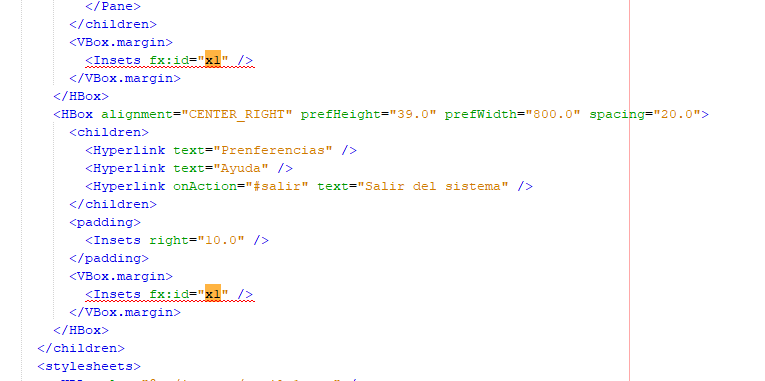 </Pane>
</children>
<VBox.margin>
<Insets fx:id="x1" />
</VBox.margin>
</HBox>
<HBox alignment="CENTER_RIGHT" prefHeight="39.0" prefWidth="800.0" spacing="20.0">
<children>
<Hyperlink text="Prenferencias" />
<Hyperlink text="Ayuda" />
<Hyperlink onAction="#salir" text="Salir del sistema" />
</children>
<padding>
<Insets right="10.0" />
</padding>
<VBox.margin>
<Insets fx:id="x1" />
</VBox.margin>
</HBox>
</children>
<stylesheets>